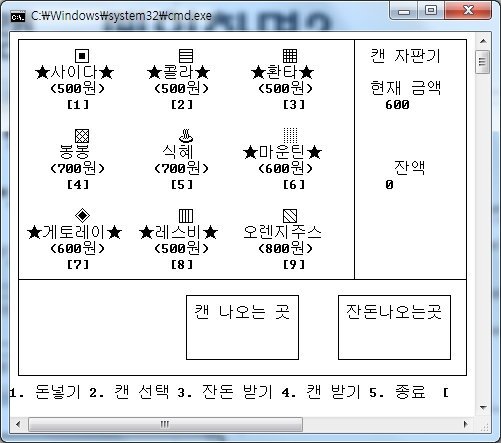 C:\Windows\system32\cmd.exe
캔 자판기
★사이다★ ★콜라★ ★환타★
(500원) (500원) (500원)
[1] [2] [3]
현재 금액
600
봉봉 식혜 ★마운틴★
(700원) (700원) (600원)
[4] [5] [6]
잔액
0
★게토레이★ ★레스비★ 오렌지주스
(600원) (500원) (800원)
[7] [8] [9]
캔 나오는 곳 잔돈나오는곳
1. 돈넣기 2. 캔 선택 3. 잔돈 받기 4. 캔 받기 5. 종료 [